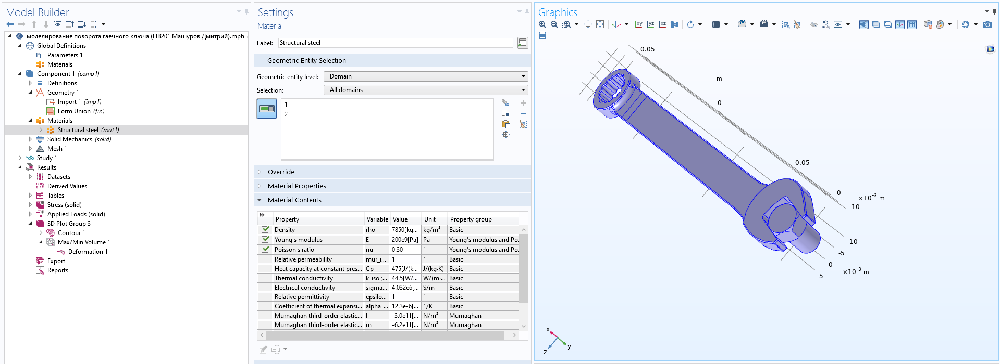 Model Builder
моделирование поворота гаечного ключа (ПВ201 Машуров Дмитрий).mph
Global Definitions
Pi Parameters 1
Materials
Component 1 (comp1)
Definitions
Geometry 1
Import 1 (imp1)
Form Union (fin)
Materials
Structural steel (mat1)
Solid Mechanics (solid)
Mesh 1
Study 1
Results
Datasets
8.85 e-12 Derived Values
Tables
Stress (solid)
Applied Loads (solid)
3D Plot Group 3
Contour 1
Max/Min Volume 1
Deformation 1
Export
Reports
Settings
Material
Label: Structural steel
Geometric Entity Selection
Geometric entity level: Domain
Selection: All domains
1
2
Override
Material Properties
Material Contents
Property Variable Value Unit Property group
Density rho 7850[kg... kg/m³ Basic
Young's modulus E 200e9[Pa] Pa Young's modulus and Po.
Poisson's ratio nu 0.30 1 Young's modulus and Po.
Relative permeability mur_i... 1 1 Basic
Heat capacity at constant pres... Cp 475[J/(k... J/(kg·K) Basic
Thermal conductivity k_iso ;... 44.5[W/... W/(m·... Basic
Electrical conductivity sigma... 4.032e6[... S/m Basic
Relative permittivity epsilo... 1 1 Basic
Coefficient of thermal expansi... alpha_... 12.3e-6[... 1/K Basic
Murnaghan third-order elastic... l -3.0e11[... N/m² Murnaghan
Murnaghan third-order elastic... m -6.2e11[... N/m² Murnaghan
Graphics
xy yz xz
0.05
m
0
-0.05
0
×10⁻³ m
10
-10
-5
0
×10⁻³ m
5
x
y
z